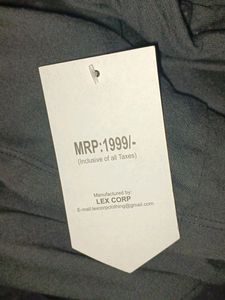 MRP:1999/-
(Inclusive of all Taxes)
Manufactured by:
LEX CORP
E-mail:lexcorpclothing@gmail.com